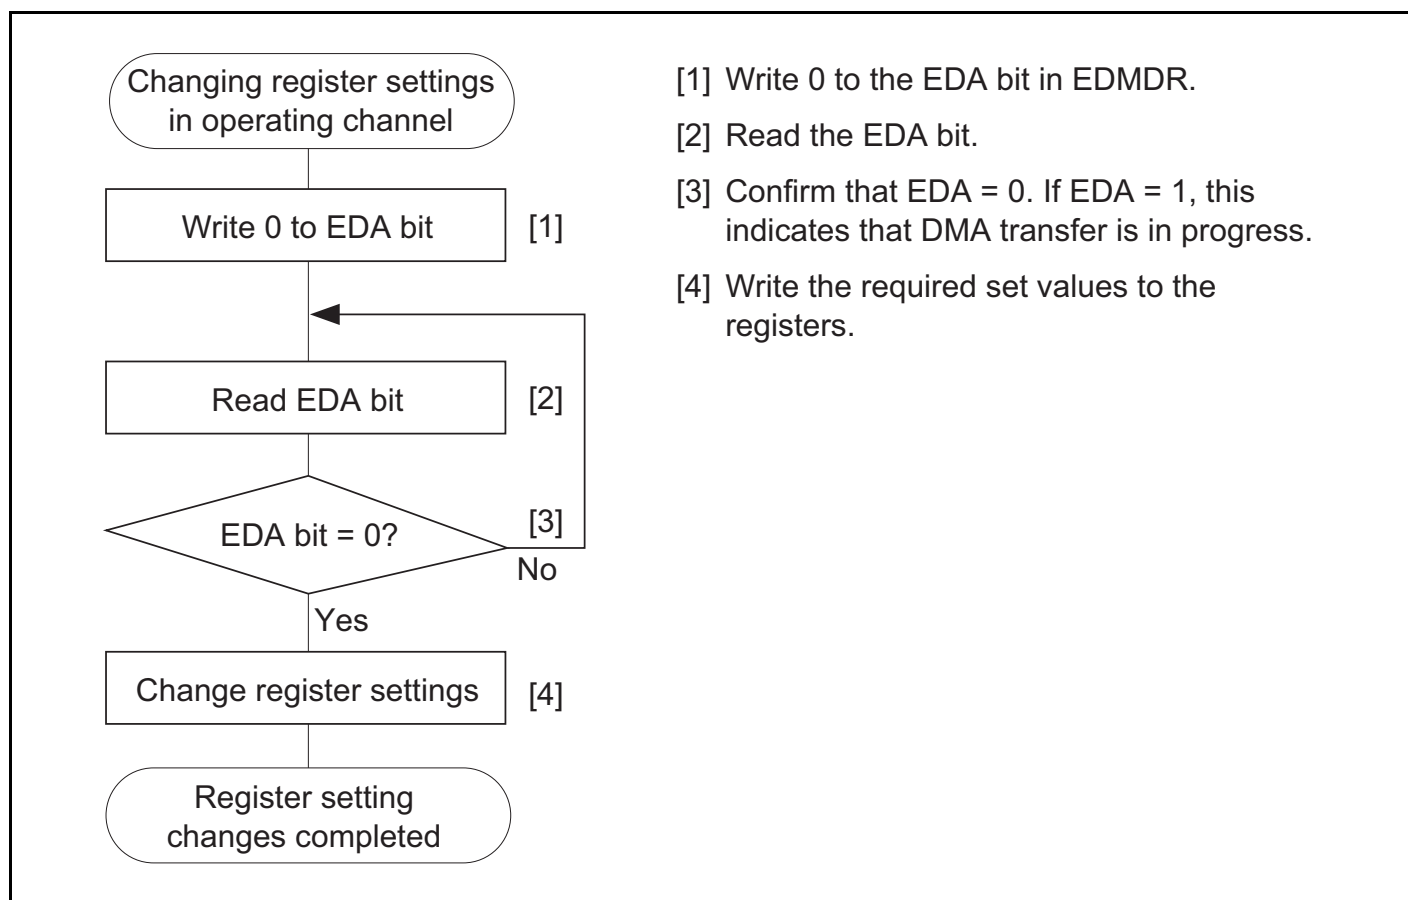 Changing register settings
in operating channel
Write 0 to EDA bit
[1]
Read EDA bit
[2]
EDA bit = 0?
[3]
No
Yes
Change register settings
[4]
Register setting
changes completed
[1] Write 0 to the EDA bit in EDMDR.
[2] Read the EDA bit.
[3] Confirm that EDA = 0. If EDA = 1, this
indicates that DMA transfer is in progress.
[4] Write the required set values to the
registers.